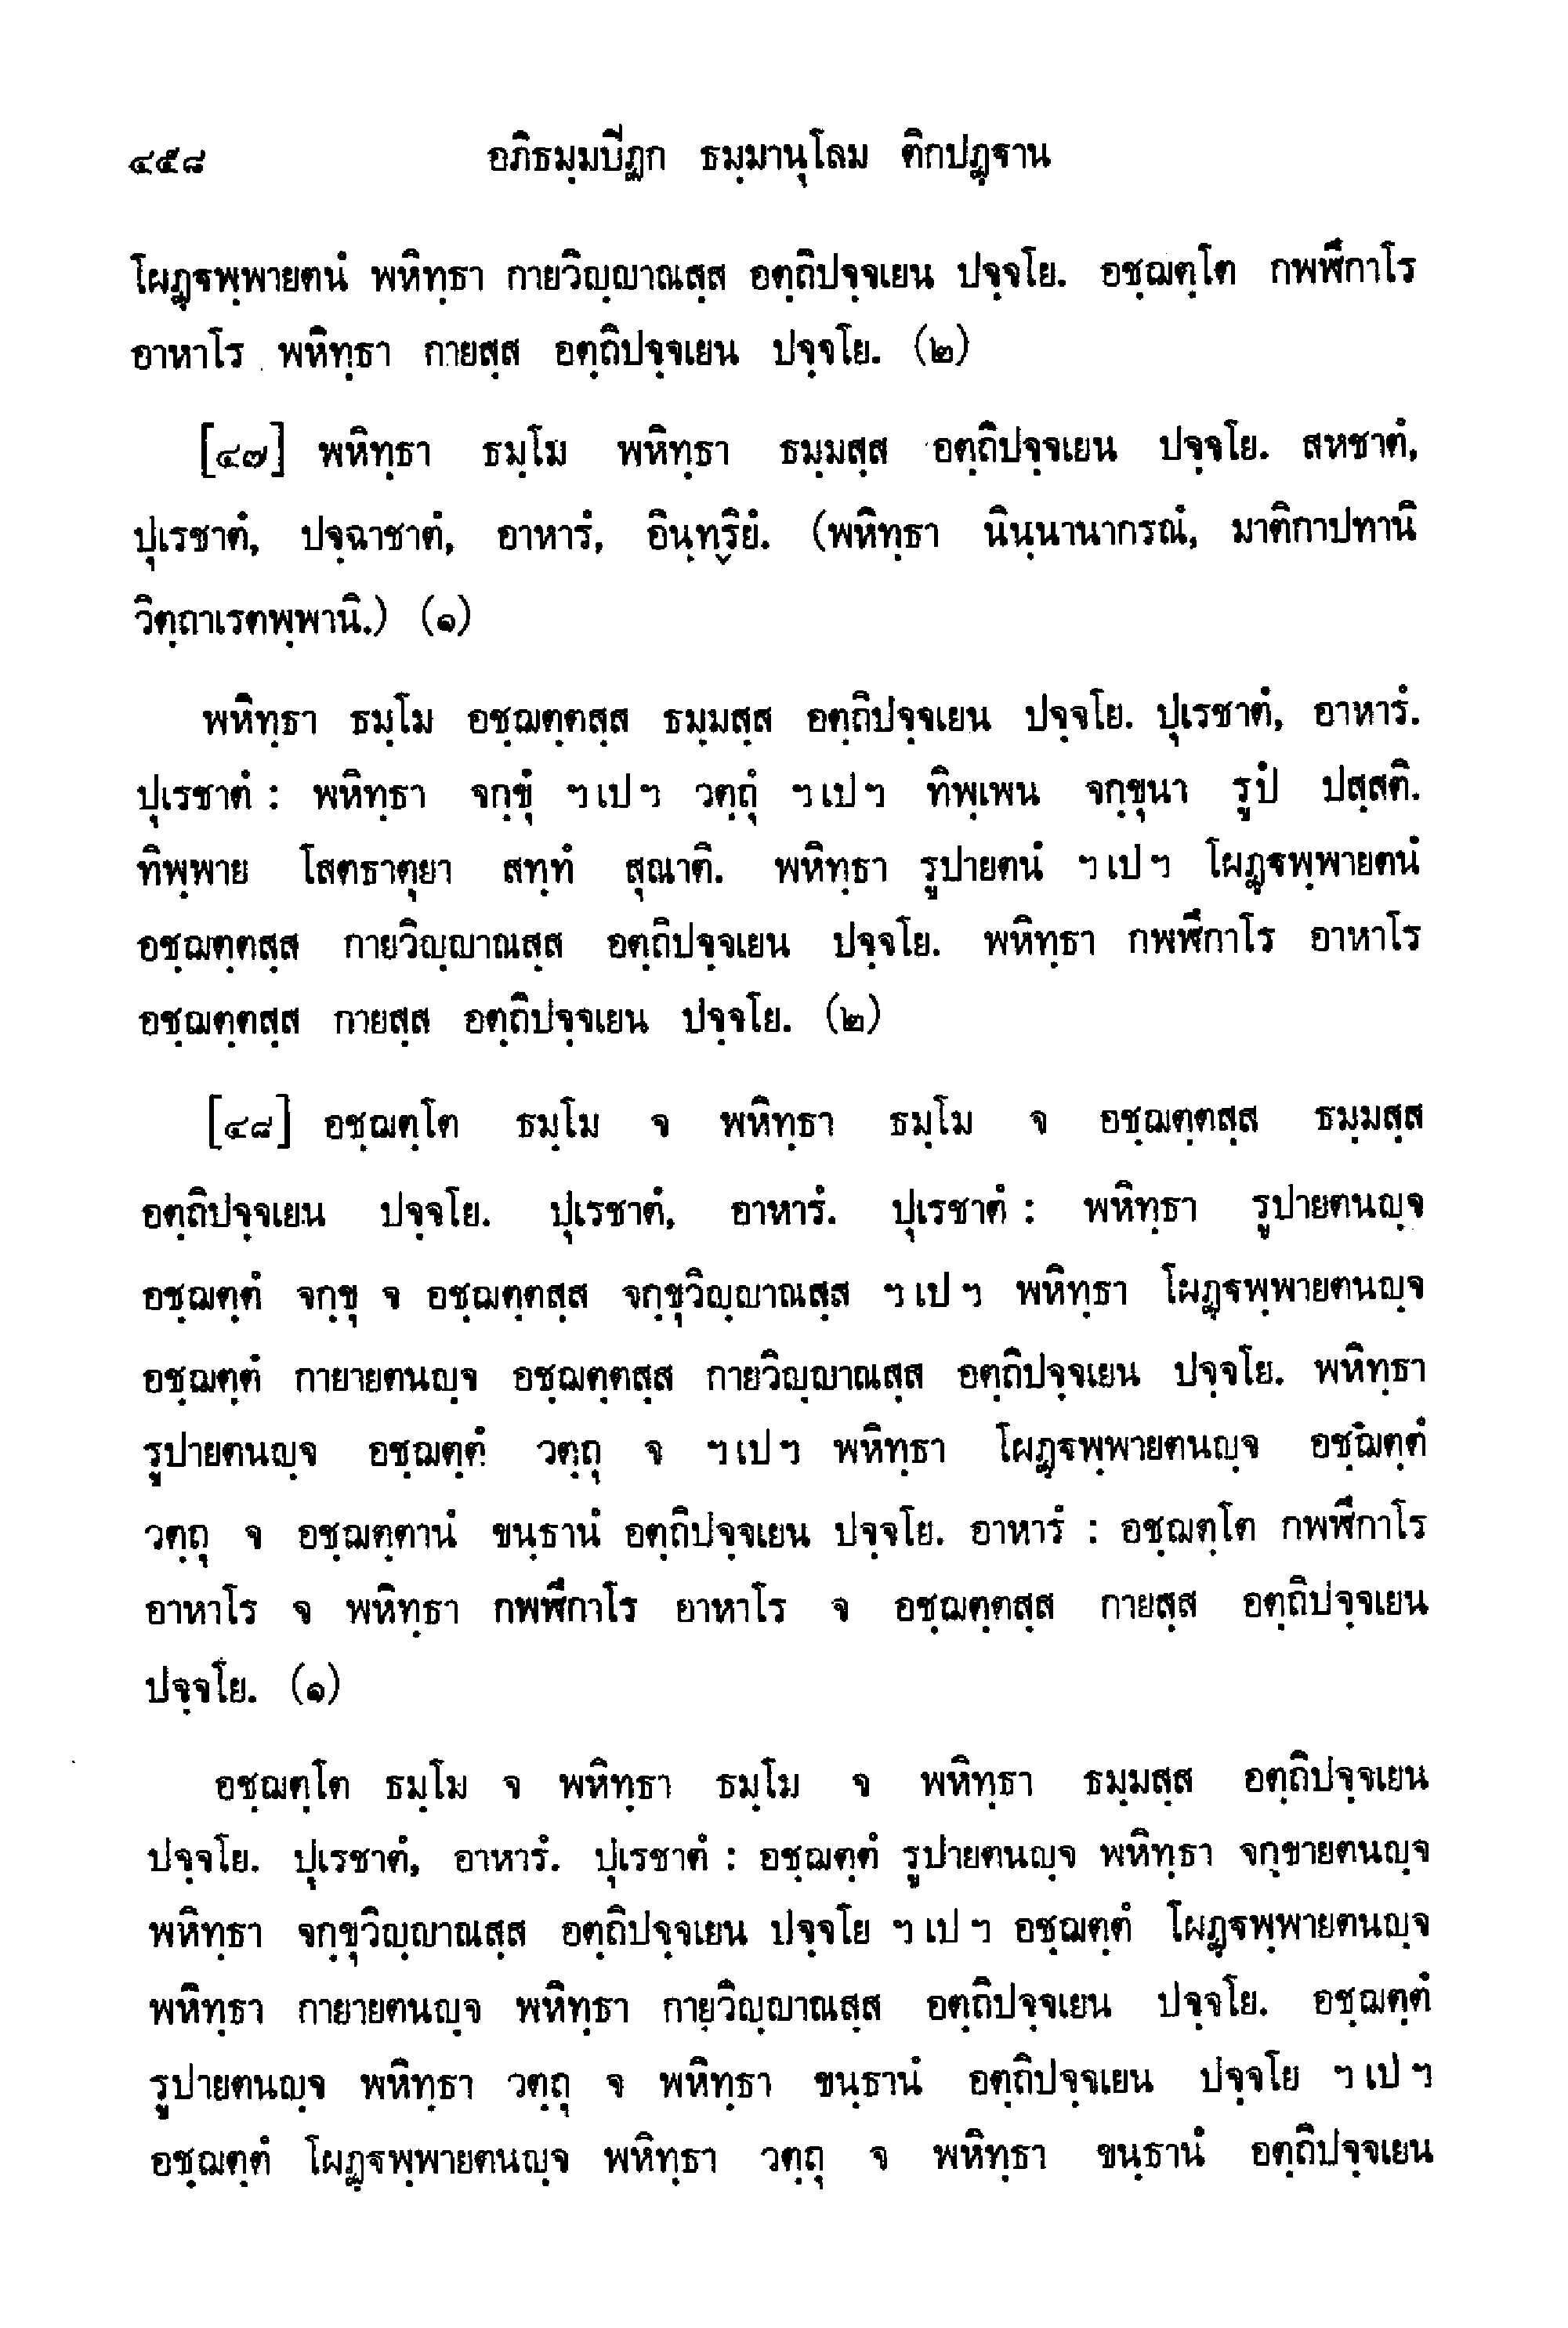 ๔๕๘ อภิธมฺมปีฏก ธมฺมานุโลม ติกปฏฺฐาน
โผฏฺฐพฺพายตนํ พหิทฺธา กายวิญฺญาณสฺส อตฺถิปจฺจเยน ปจฺจโย. อชฺฌตฺโต กพฬีกาโร
อาหาโร พหิทฺธา กายสฺส อตฺถิปจฺจเยน ปจฺจโย. (๒)
[๔๗] พหิทฺธา ธมฺโม พหิทฺธา ธมฺมสฺส อตฺถิปจฺจเยน ปจฺจโย. สหชาตํ,
ปุเรชาตํ, ปจฺฉาชาตํ, อาหารํ, อินฺทฺริยํ. (พหิทฺธา นินฺนานากรณํ, มาติกาปทานิ
วิตฺถาเรตพฺพานิ.) (๑)
พหิทฺธา ธมฺโม อชฺฌตฺตสฺส ธมฺมสฺส อตฺถิปจฺจเยน ปจฺจโย. ปุเรชาตํ, อาหารํ.
ปุเรชาตํ : พหิทฺธา จกฺขุํ ฯ เป ฯ วตฺถุํ ฯ เป ฯ ทิพฺเพน จกฺขุนา รูปํ ปสฺสติ.
ทิพฺพาย โสตธาตุยา สทฺทํ สุณาติ. พหิทฺธา รูปายตนํ ฯ เป ฯ โผฏฺฐพฺพายตนํ
อชฺฌตฺตสฺส กายวิญฺญาณสฺส อตฺถิปจฺจเยน ปจฺจโย. พหิทฺธา กพฬีกาโร อาหาโร
อชฺฌตฺตสฺส กายสฺส อตฺถิปจฺจเยน ปจฺจโย. (๒)
[๔๘] อชฺฌตฺโต ธมฺโม จ พหิทฺธา ธมฺโม จ อชฺฌตฺตสฺส ธมฺมสฺส
อตฺถิปจฺจเยน ปจฺจโย. ปุเรชาตํ, อาหารํ. ปุเรชาตํ : พหิทฺธา รูปายตนญฺจ
อชฺฌตฺตํ จกฺขุ จ อชฺฌตฺตสฺส จกฺขุวิญฺญาณสฺส ฯ เป ฯ พหิทฺธา โผฏฺฐพฺพายตนญฺจ
อชฺฌตฺตํ กายายตนญฺจ อชฺฌตฺตสฺส กายวิญฺญาณสฺส อตฺถิปจฺจเยน ปจฺจโย. พหิทฺธา
รูปายตนญฺจ อชฺฌตฺตํ วตฺถุ จ ฯ เป ฯ พหิทฺธา โผฏฺฐพฺพายตนญฺจ อชฺฌตฺตํ
วตฺถุ จ อชฺฌตฺตานํ ขนฺธานํ อตฺถิปจฺจเยน ปจฺจโย. อาหารํ : อชฺฌตฺโต กพฬีกาโร
อาหาโร จ พหิทฺธา กพฬีกาโร อาหาโร จ อชฺฌตฺตสฺส กายสฺส อตฺถิปจฺจเยน
ปจฺจโย. (๑)
อชฺฌตฺโต ธมฺโม จ พหิทฺธา ธมฺโม จ พหิทฺธา ธมฺมสฺส อตฺถิปจฺจเยน
ปจฺจโย. ปุเรชาตํ, อาหารํ. ปุเรชาตํ : อชฺฌตฺตํ รูปายตนญฺจ พหิทฺธา จกฺขายตนญฺจ
พหิทฺธา จกฺขุวิญฺญาณสฺส อตฺถิปจฺจเยน ปจฺจโย ฯ เป ฯ อชฺฌตฺตํ โผฏฺฐพฺพายตนญฺจ
พหิทฺธา กายายตนญฺจ พหิทฺธา กายวิญฺญาณสฺส อตฺถิปจฺจเยน ปจฺจโย. อชฺฌตฺตํ
รูปายตนญฺจ พหิทฺธา วตฺถุ จ พหิทฺธา ขนฺธานํ อตฺถิปจฺจเยน ปจฺจโย ฯ เป ฯ
อชฺฌตฺตํ โผฏฺฐพฺพายตนญฺจ พหิทฺธา วตฺถุ จ พหิทฺธา ขนฺธานํ อตฺถิปจฺจเยน